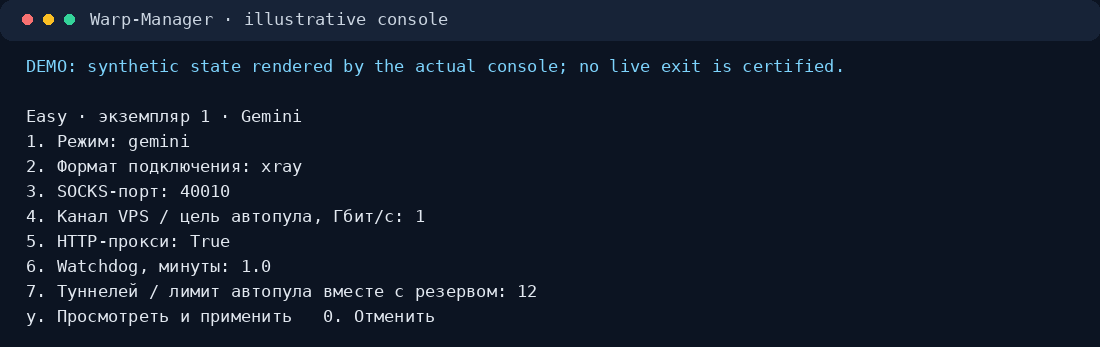 Warp-Manager · illustrative console
DEMO: synthetic state rendered by the actual console; no live exit is certified.
Easy · экземпляр 1 · Gemini
1. Режим: gemini
2. Формат подключения: xray
3. SOCKS-порт: 40010
4. Канал VPS / цель автопула, Гбит/с: 1
5. HTTP-прокси: True
6. Watchdog, минуты: 1.0
7. Туннелей / лимит автопула вместе с резервом: 12
y. Просмотреть и применить   0. Отменить